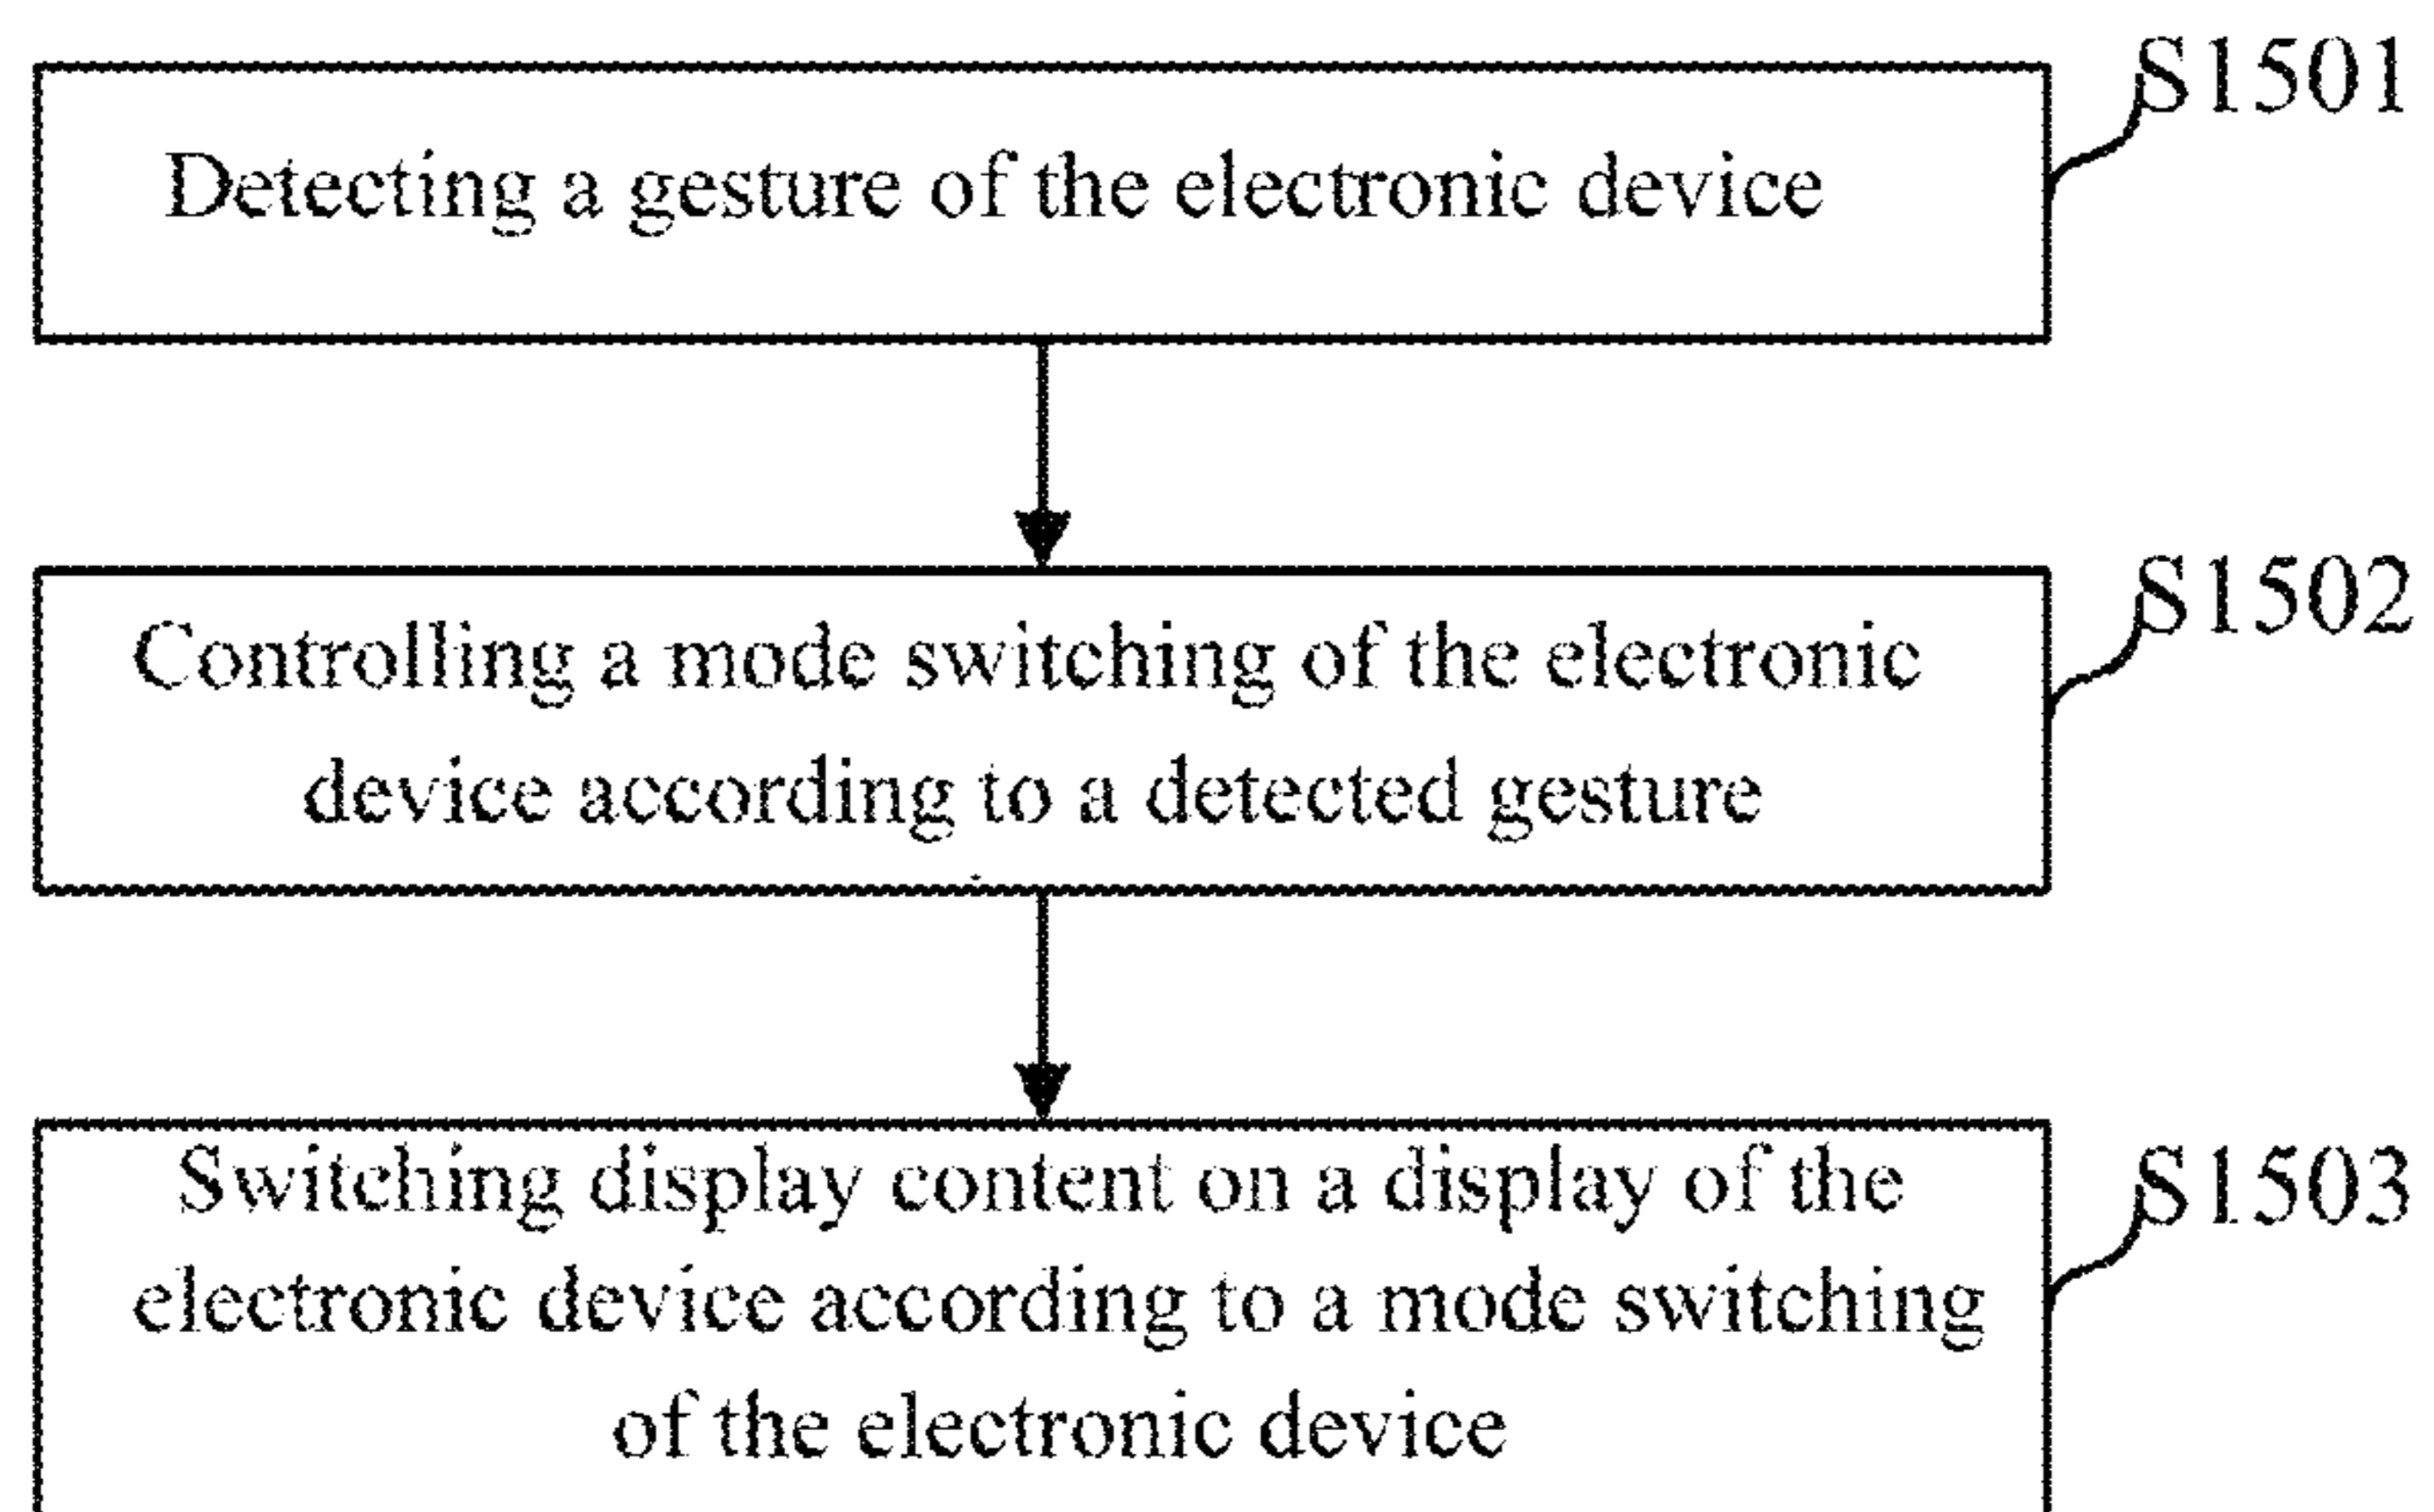 S1501
Detecting a gesture of the electronic device
S1502
Controlling a mode switching of the electronic
device according to a detected gesture
S1503
Switching display content on a display of the
electronic device according to a mode switching
of the electronic device